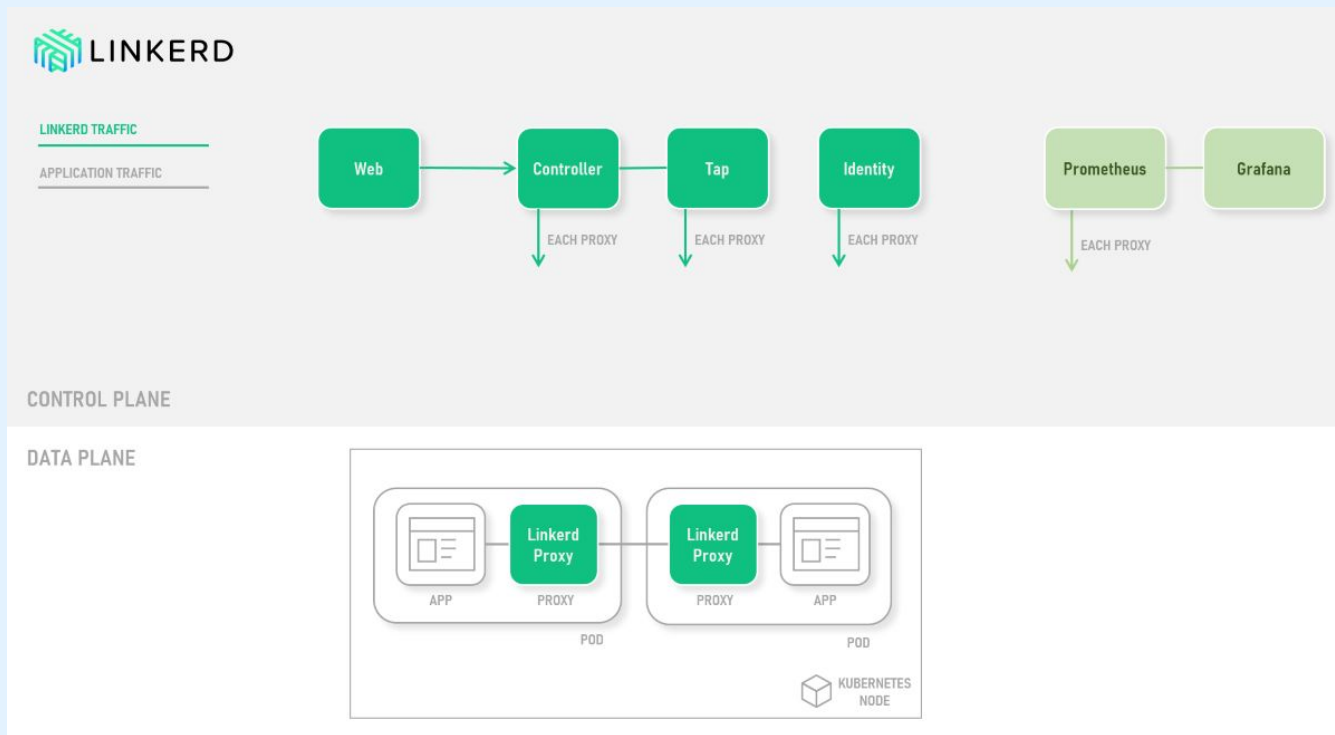 LINKERD
LINKERD TRAFFIC
APPLICATION TRAFFIC
Web
Controller
Tap
Identity
Prometheus
Grafana
EACH PROXY
EACH PROXY
EACH PROXY
EACH PROXY
CONTROL PLANE
DATA PLANE
Linkerd
Proxy
Linkerd
Proxy
APP
PROXY
PROXY
APP
POD
POD
KUBERNETES
NODE